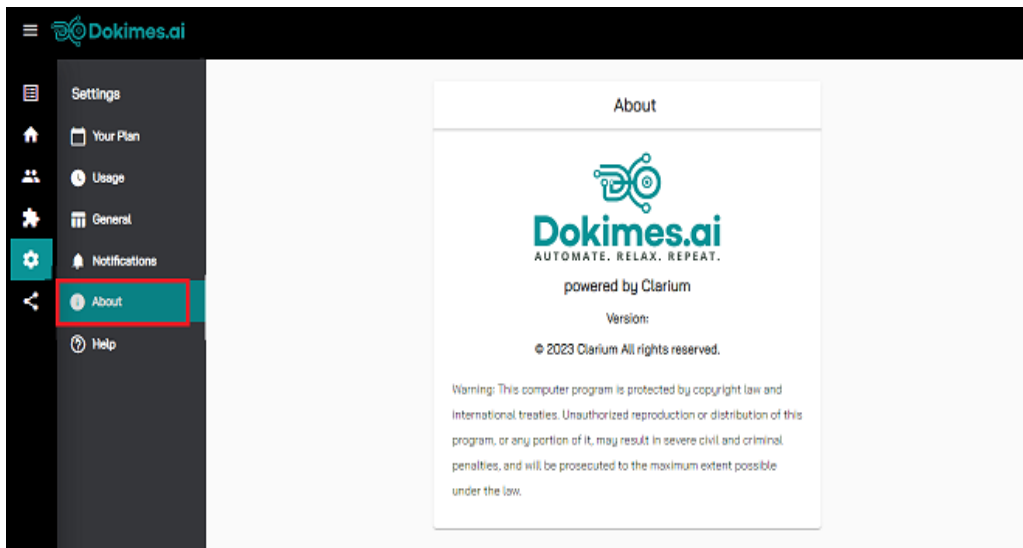 Dokimes.ai
Settings
Your Plan
Usage
General
Notifications
About
Help
About
Dokimes.ai
AUTOMATE. RELAX. REPEAT.
powered by Clarium
Version:
© 2023 Clarium All rights reserved.
Warning: This computer program is protected by copyright law and
international treaties. Unauthorized reproduction or distribution of this
program, or any portion of it, may result in severe civil and criminal
penalties, and will be prosecuted to the maximum extent possible
under the law.